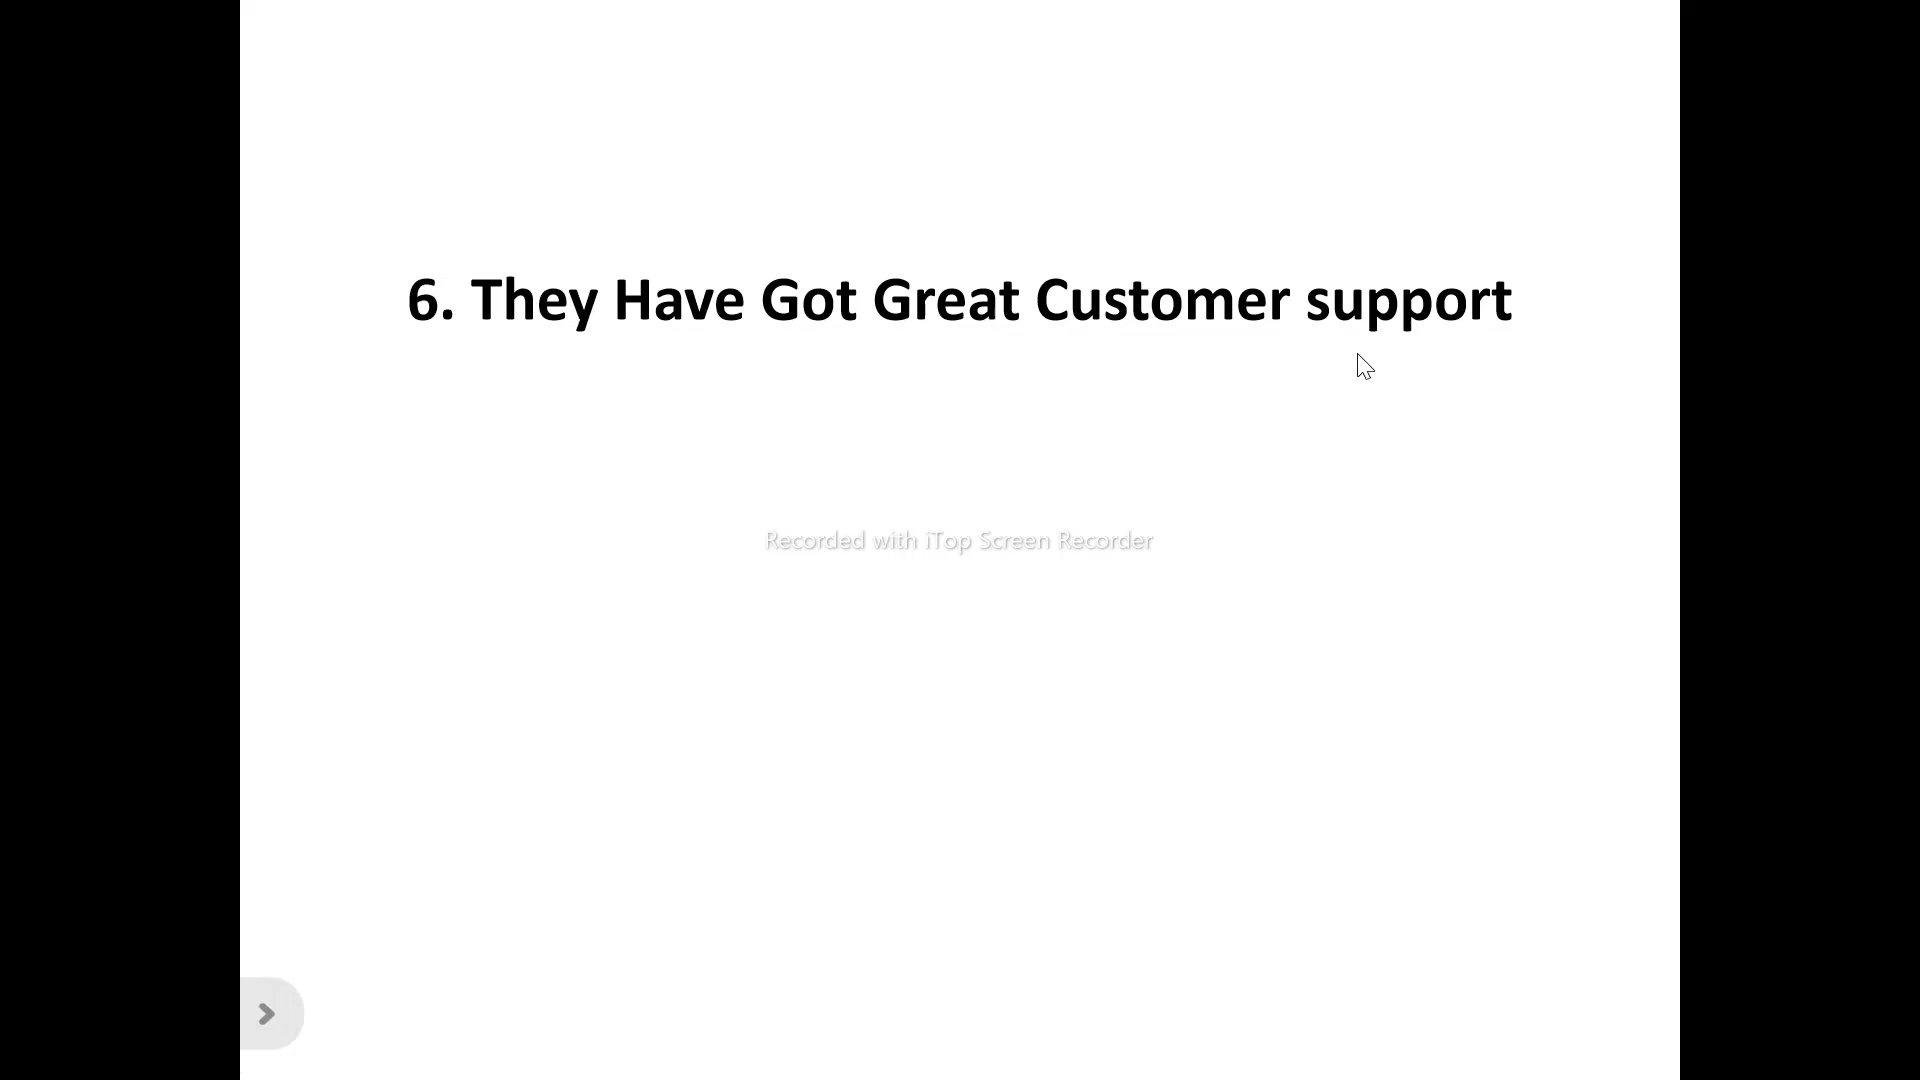 6. They Have Got Great Customer support
Recorded with iTop Screen Recorder